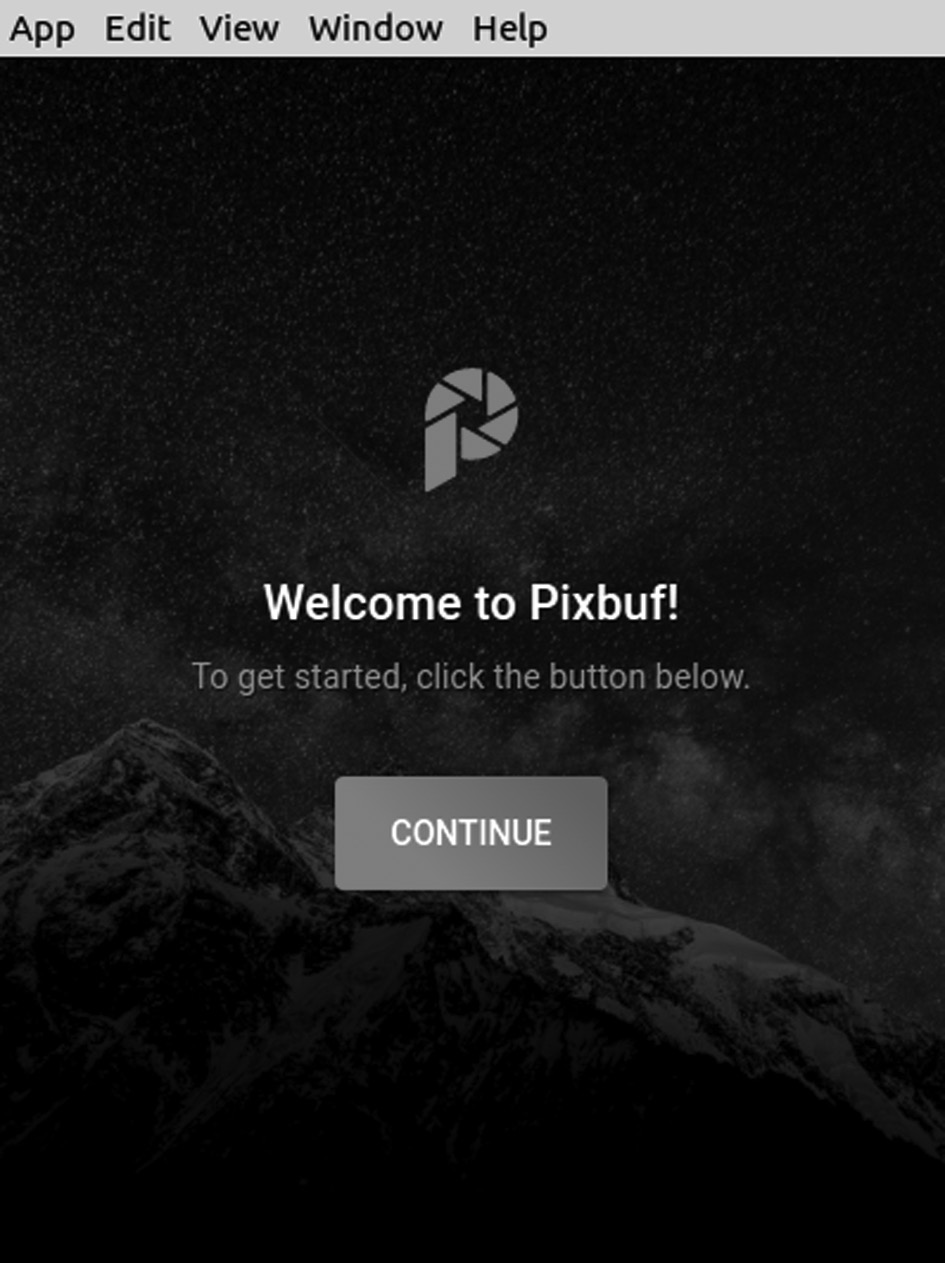 App Edit View Window Help
Welcome to Pixbuf!
To get started, click the button below.
CONTINUE